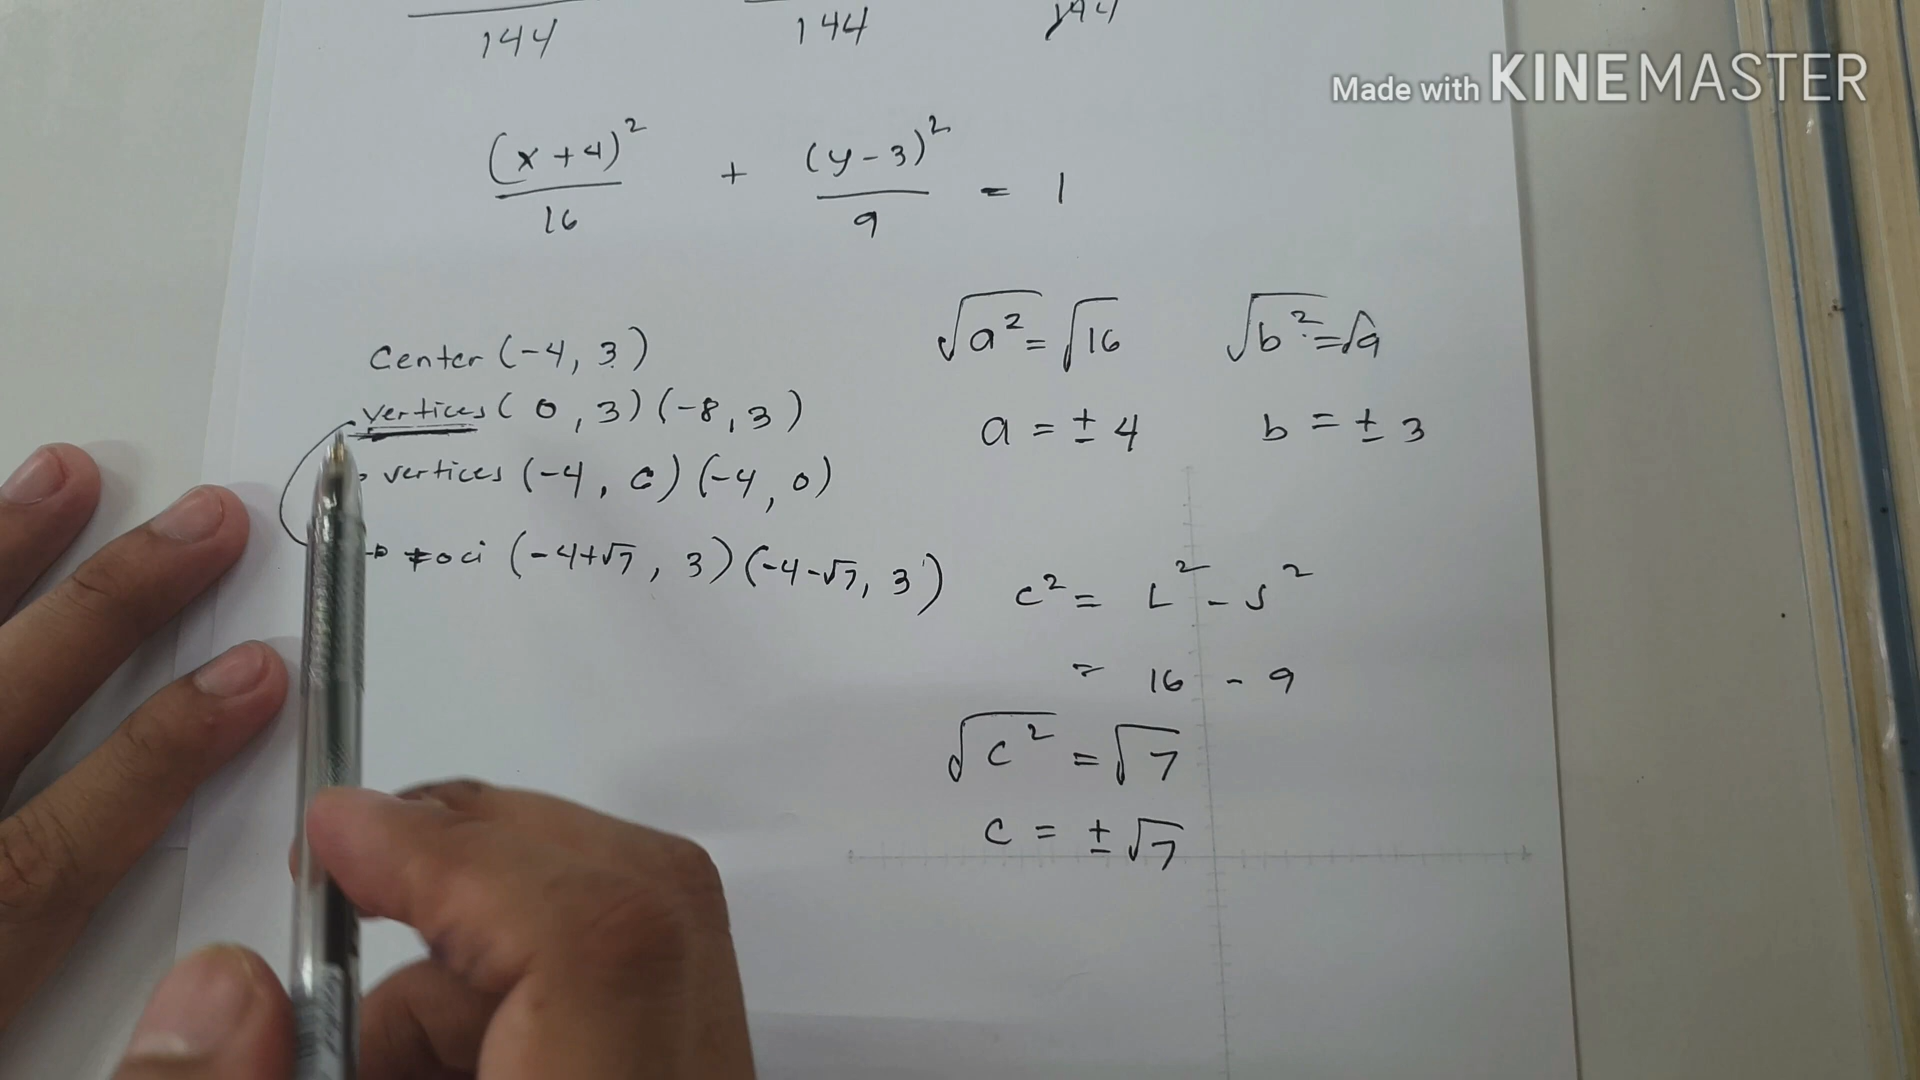 144 144 144
Made with KINEMASTER
(x+4)² / 16 + (y-3)² / 9 = 1
√a² = √16 √b² = √9
Center (-4, 3)
vertices (0, 3) (-8, 3)
a = ± 4 b = ± 3
vertices (-4, 6) (-4, 0)
Foci (-4+√7, 3) (-4-√7, 3)
c² = L² - s²
= 16 - 9
√c² = √7
c = ± √7